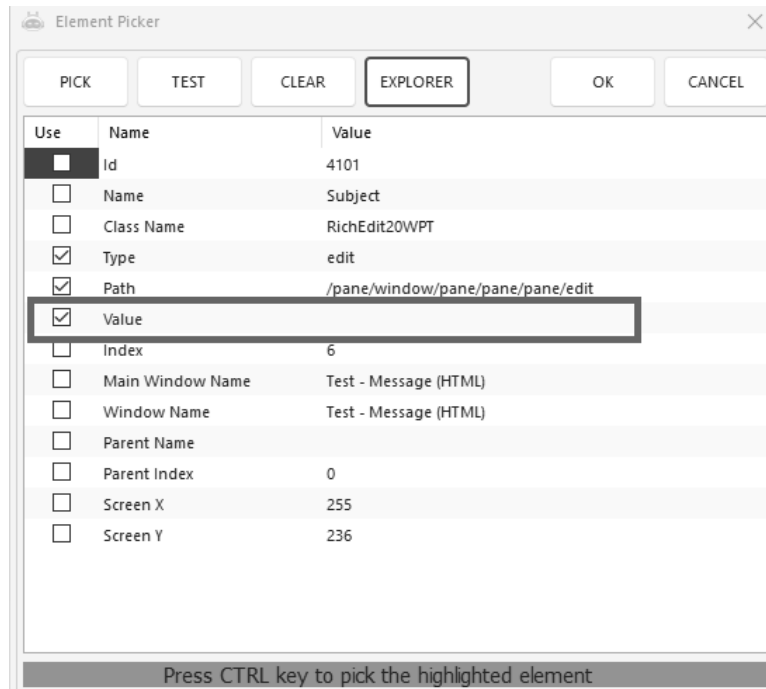 Element Picker
PICK TEST CLEAR EXPLORER OK CANCEL
Use Name Value
Id 4101
Name Subject
Class Name RichEdit20WPT
Type edit
Path /pane/window/pane/pane/pane/edit
Value
Index 6
Main Window Name Test - Message (HTML)
Window Name Test - Message (HTML)
Parent Name
Parent Index 0
Screen X 255
Screen Y 236
Press CTRL key to pick the highlighted element